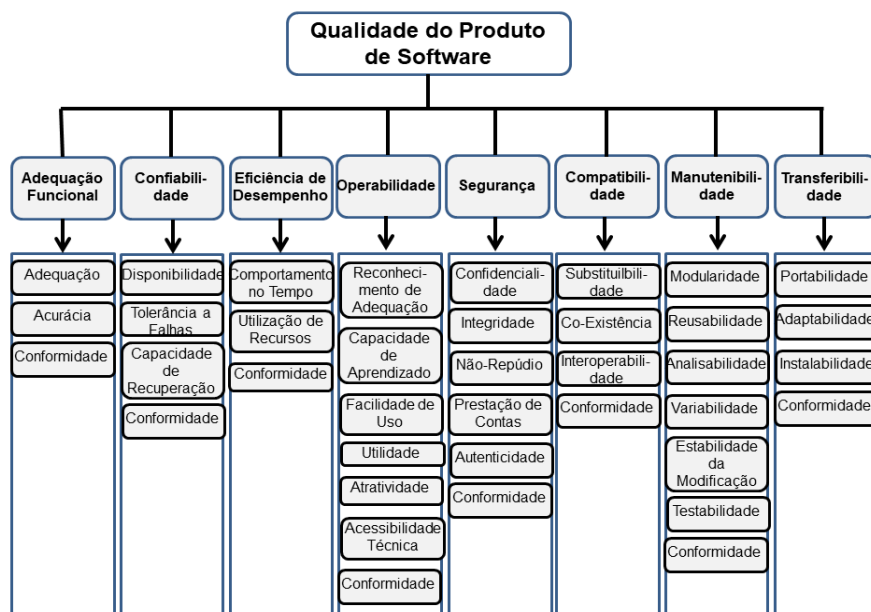 Qualidade do Produto
de Software
Adequação
Funcional
Confiabili-
dade
Eficiência de
Desempenho
Operabilidade
Segurança
Compatibili-
dade
Manutenibili-
dade
Transferibili-
dade
Adequação
Acurácia
Conformidade
Disponibilidade
Tolerância a
Falhas
Capacidade
de
Recuperação
Conformidade
Comportamento
no Tempo
Utilização de
Recursos
Conformidade
Reconheci-
mento de
Adequação
Capacidade
de
Aprendizado
Facilidade de
Uso
Utilidade
Atratividade
Acessibilidade
Técnica
Conformidade
Confidenciali-
dade
Integridade
Não-Repúdio
Prestação de
Contas
Autenticidade
Conformidade
Substituilbili-
dade
Co-Existência
Interoperabili-
dade
Conformidade
Modularidade
Reusabilidade
Analisabilidade
Variabilidade
Estabilidade
da
Modificação
Testabilidade
Conformidade
Portabilidade
Adaptabilidade
Instalabilidade
Conformidade